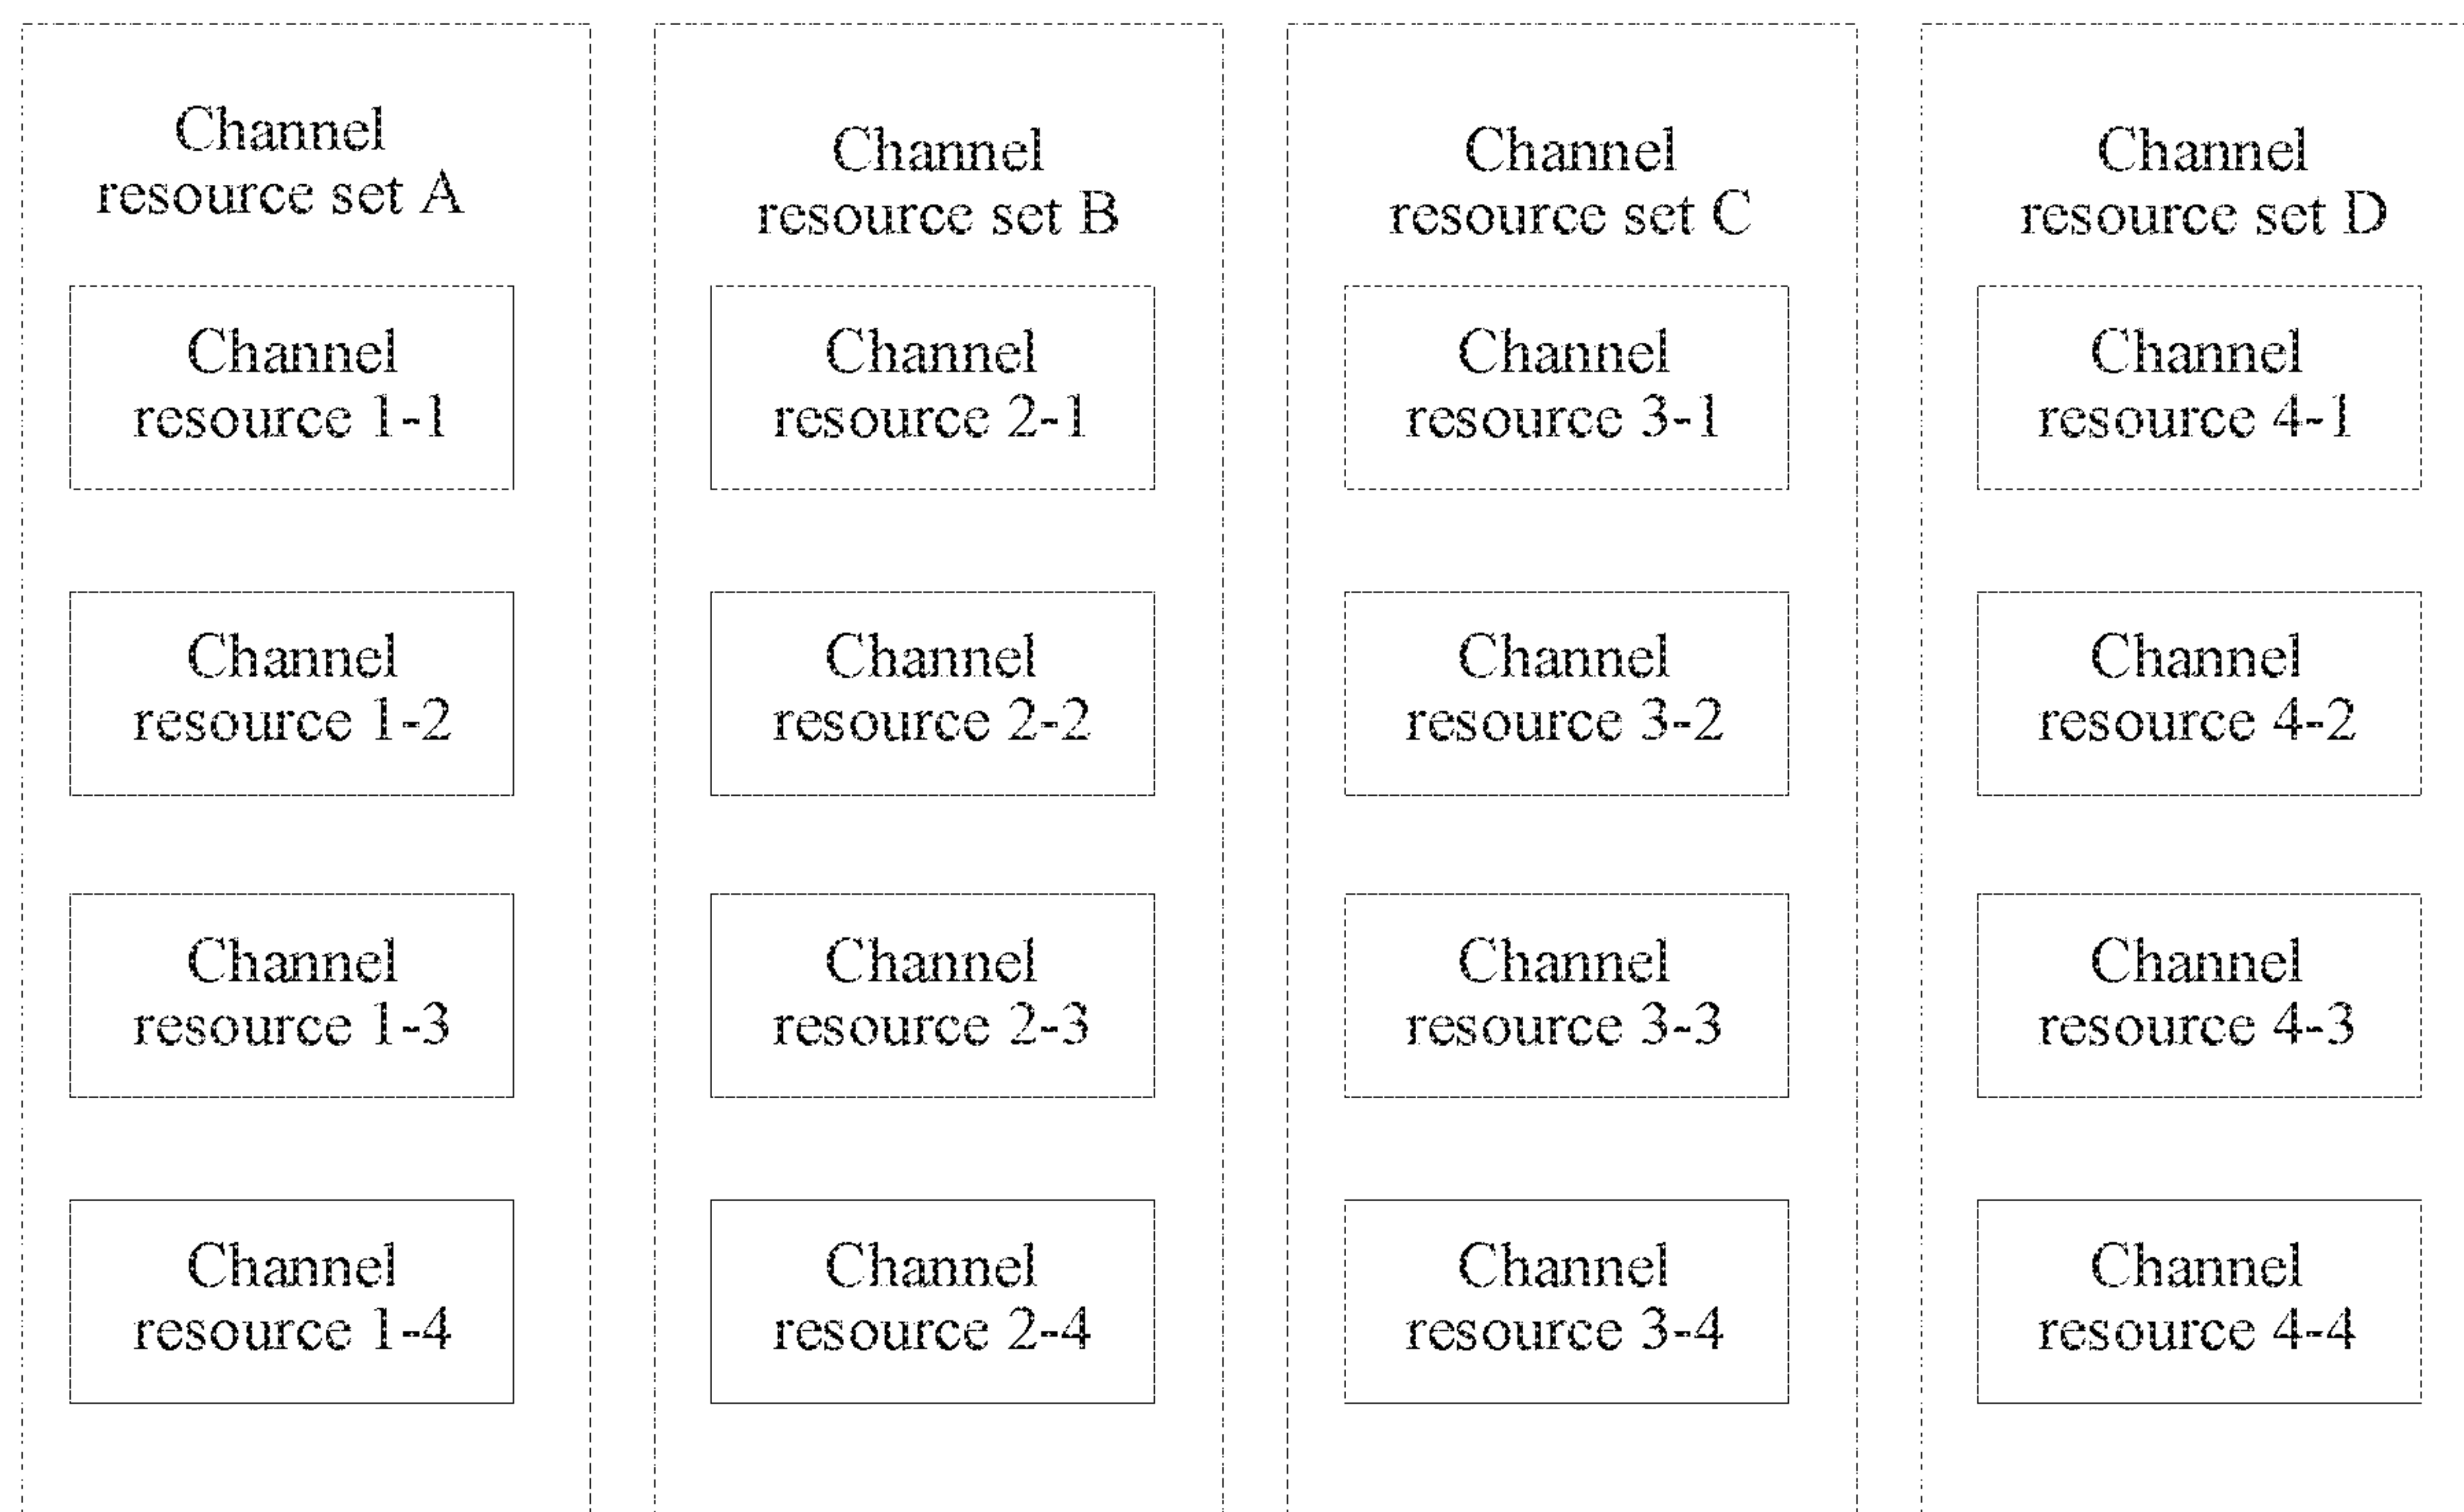 Channel
resource set A
Channel
resource 1-1
Channel
resource 1-2
Channel
resource 1-3
Channel
resource 1-4
Channel
resource set B
Channel
resource 2-1
Channel
resource 2-2
Channel
resource 2-3
Channel
resource 2-4
Channel
resource set C
Channel
resource 3-1
Channel
resource 3-2
Channel
resource 3-3
Channel
resource 3-4
Channel
resource set D
Channel
resource 4-1
Channel
resource 4-2
Channel
resource 4-3
Channel
resource 4-4